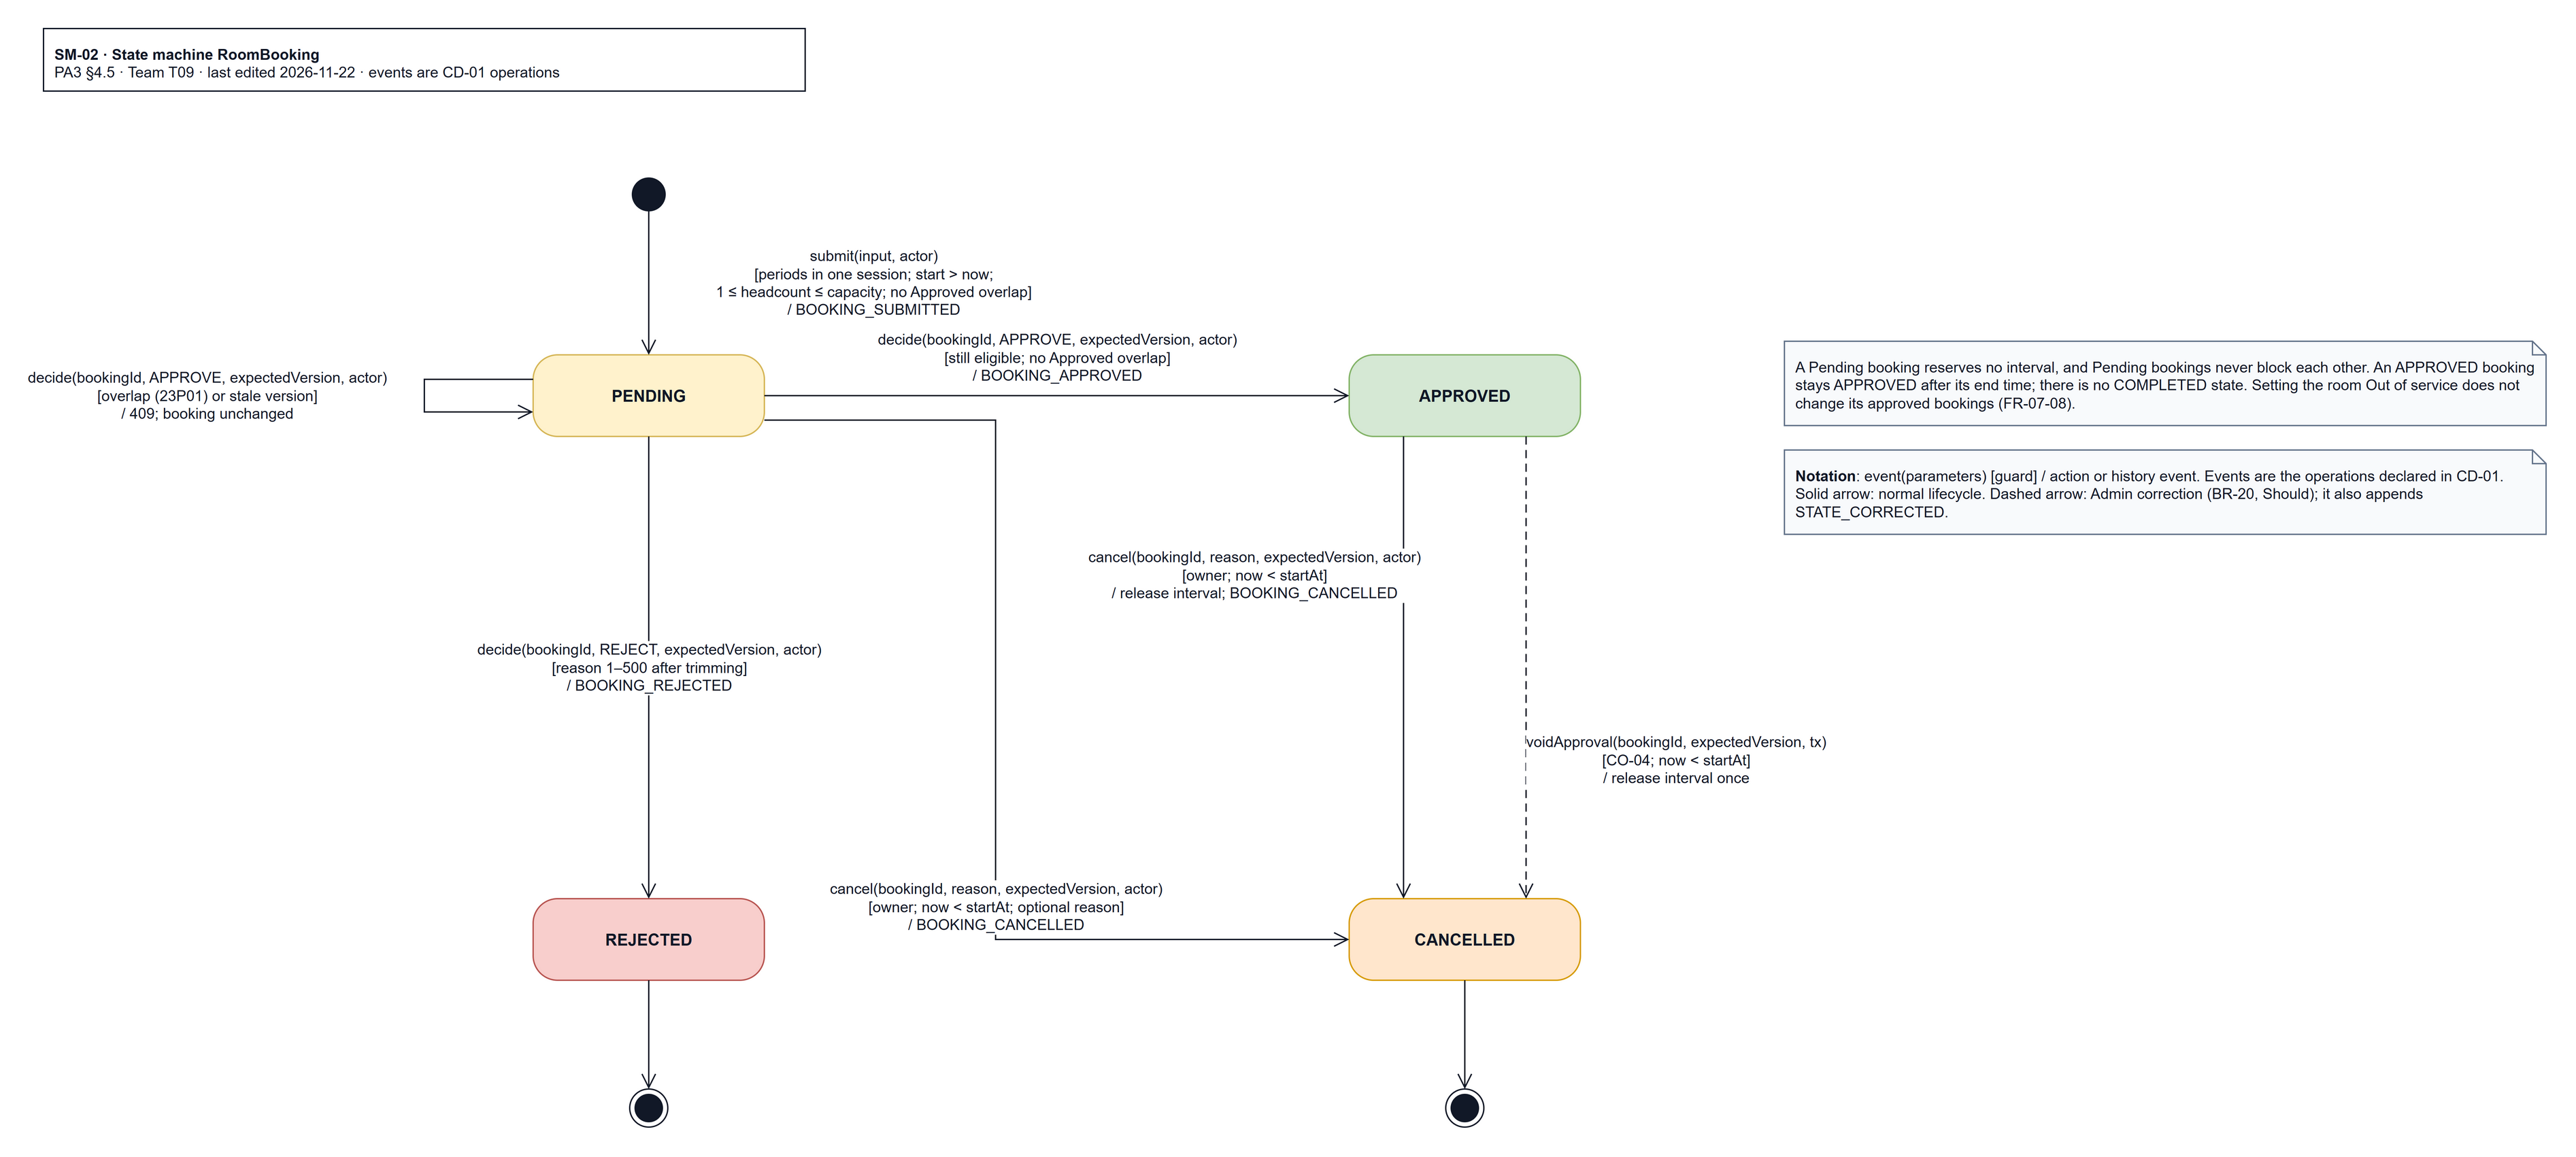 SM-02 · State machine RoomBooking
PA3 §4.5 · Team T09 · last edited 2026-11-22 · events are CD-01 operations
submit(input, actor)
[periods in one session; start > now;
1 ≤ headcount ≤ capacity; no Approved overlap]
/ BOOKING_SUBMITTED
decide(bookingId, APPROVE, expectedVersion, actor)
[still eligible; no Approved overlap]
/ BOOKING_APPROVED
decide(bookingId, APPROVE, expectedVersion, actor)
[overlap (23P01) or stale version]
/ 409; booking unchanged
PENDING
APPROVED
A Pending booking reserves no interval, and Pending bookings never block each other. An APPROVED booking
stays APPROVED after its end time; there is no COMPLETED state. Setting the room Out of service does not
change its approved bookings (FR-07-08).
Notation: event(parameters) [guard] / action or history event. Events are the operations declared in CD-01.
Solid arrow: normal lifecycle. Dashed arrow: Admin correction (BR-20, Should); it also appends
STATE_CORRECTED.
cancel(bookingId, reason, expectedVersion, actor)
[owner; now < startAt]
/ release interval; BOOKING_CANCELLED
decide(bookingId, REJECT, expectedVersion, actor)
[reason 1–500 after trimming]
/ BOOKING_REJECTED
voidApproval(bookingId, expectedVersion, tx)
[CO-04; now < startAt]
/ release interval once
cancel(bookingId, reason, expectedVersion, actor)
[owner; now < startAt; optional reason]
/ BOOKING_CANCELLED
REJECTED
CANCELLED